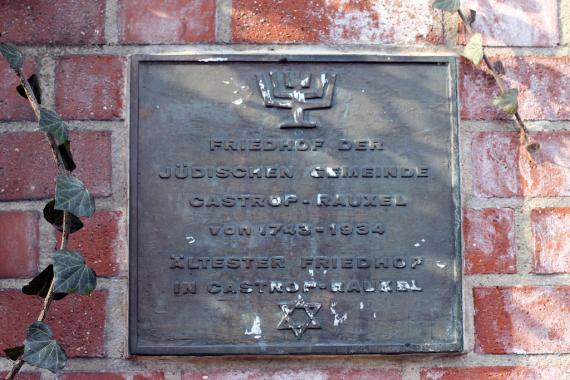 FRIEDHOF DER
JÜDISCHEN GEMEINDE
CASTROP-RAUXEL
VON 1743-1934
ÄLTESTER FRIEDHOF
IN CASTROP-RAUXEL